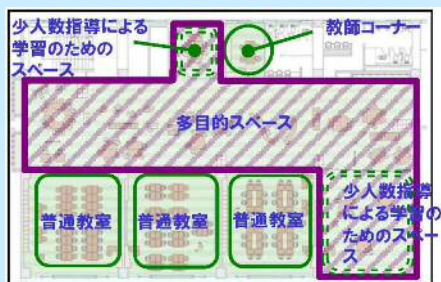 少人数指導による
学習のための
スペース
教師コーナー
多目的スペース
普通教室
普通教室
普通教室
少人数指導
による学習の
ためのスペー
ス